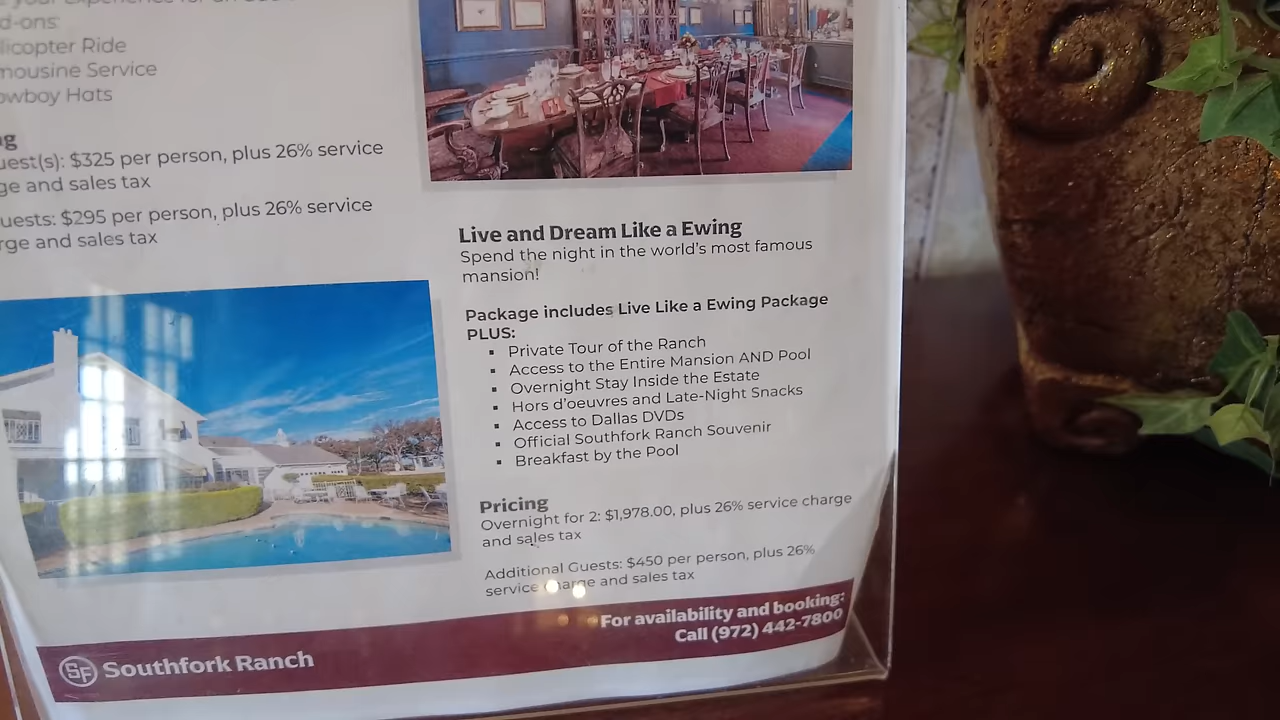 your Experience for an
d-ons:
licopter Ride
mousine Service
owboy Hats
ng
uest(s): $325 per person, plus 26% service
ge and sales tax
uests: $295 per person, plus 26% service
rge and sales tax
Live and Dream Like a Ewing
Spend the night in the world's most famous
mansion!
Package includes Live Like a Ewing Package
PLUS:
▪ Private Tour of the Ranch
▪ Access to the Entire Mansion AND Pool
▪ Overnight Stay Inside the Estate
▪ Hors d'oeuvres and Late-Night Snacks
▪ Access to Dallas DVDs
▪ Official Southfork Ranch Souvenir
▪ Breakfast by the Pool
Pricing
Overnight for 2: $1,978.00, plus 26% service charge
and sales tax
Additional Guests: $450 per person, plus 26%
service charge and sales tax
For availability and booking:
Call (972) 442-7800
SF Southfork Ranch